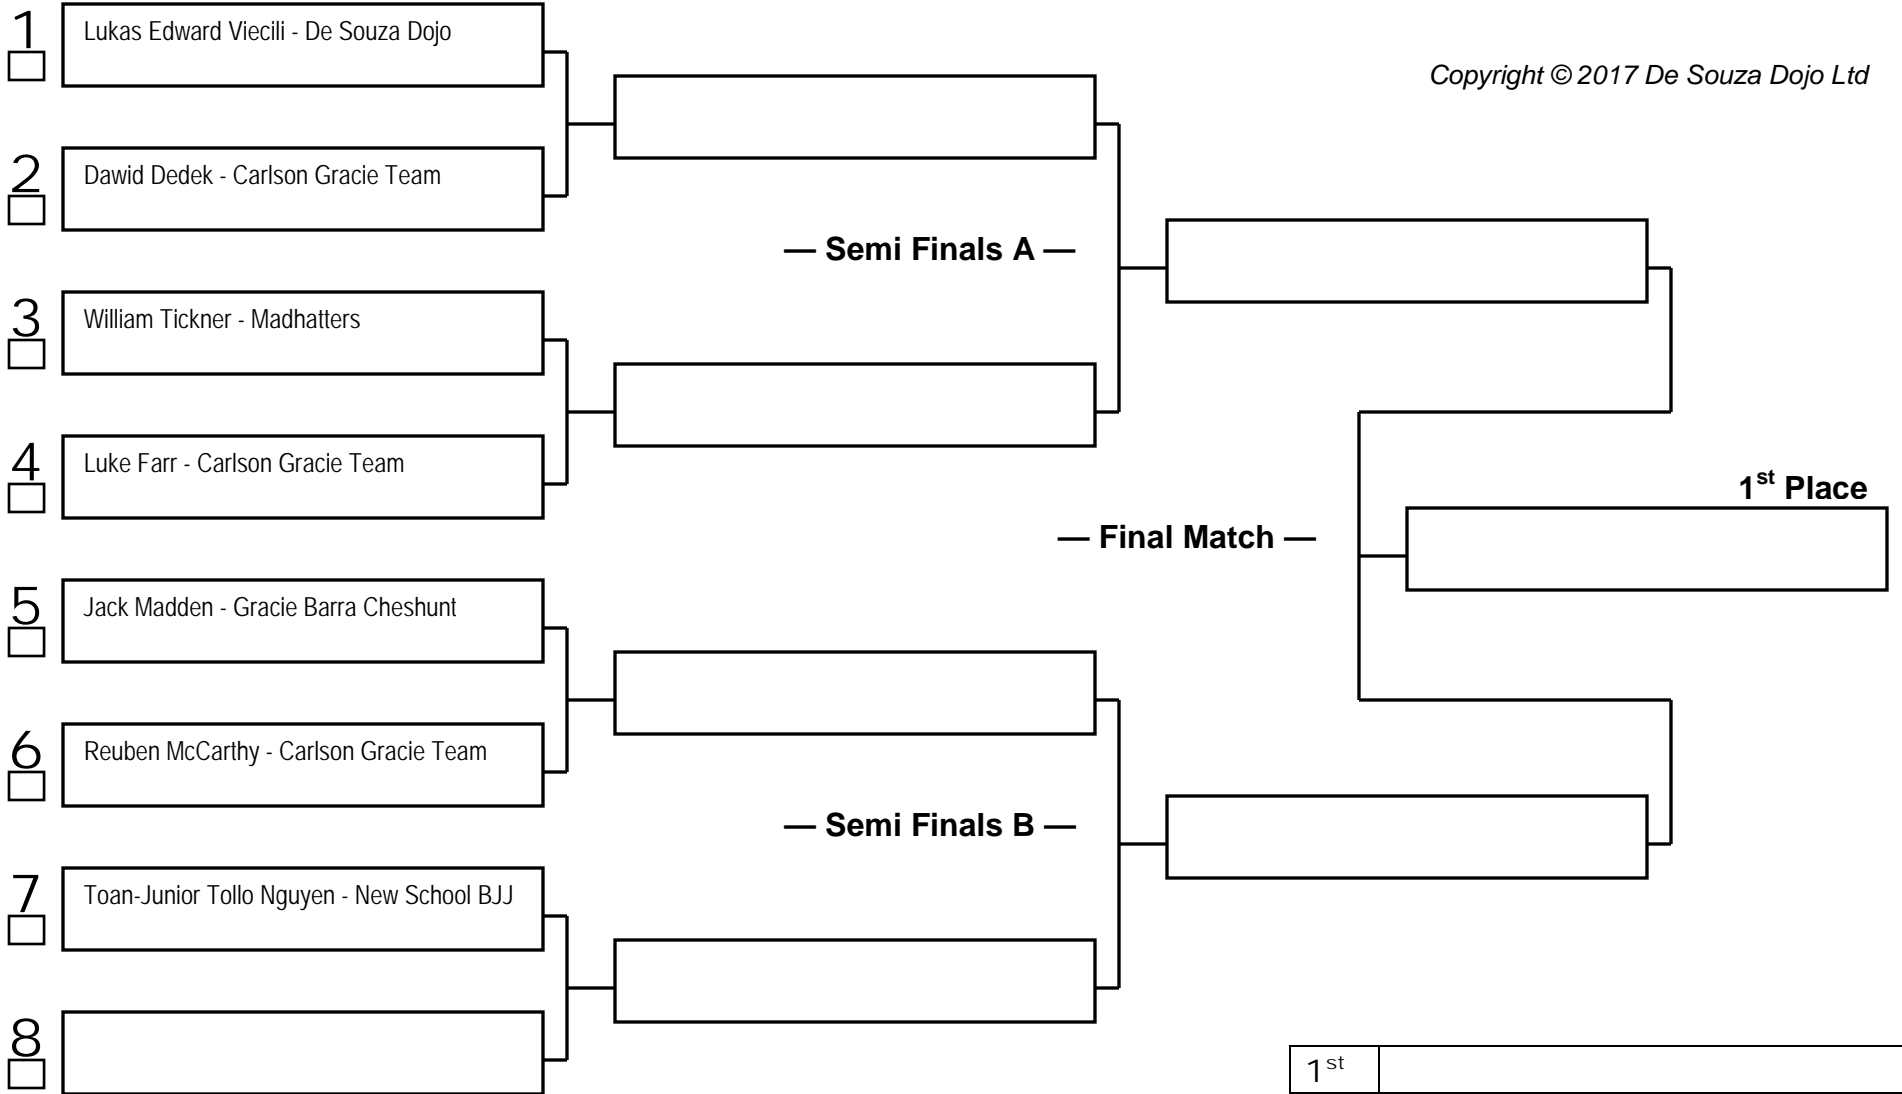 1
Lukas Edward Viecili - De Souza Dojo
Copyright © 2017 De Souza Dojo Ltd
2
Dawid Dedek - Carlson Gracie Team
— Semi Finals A —
3
William Tickner - Madhatters
4
Luke Farr - Carlson Gracie Team
1st Place
— Final Match —
5
Jack Madden - Gracie Barra Cheshunt
6
Reuben McCarthy - Carlson Gracie Team
— Semi Finals B —
7
Toan-Junior Tollo Nguyen - New School BJJ
8
1st